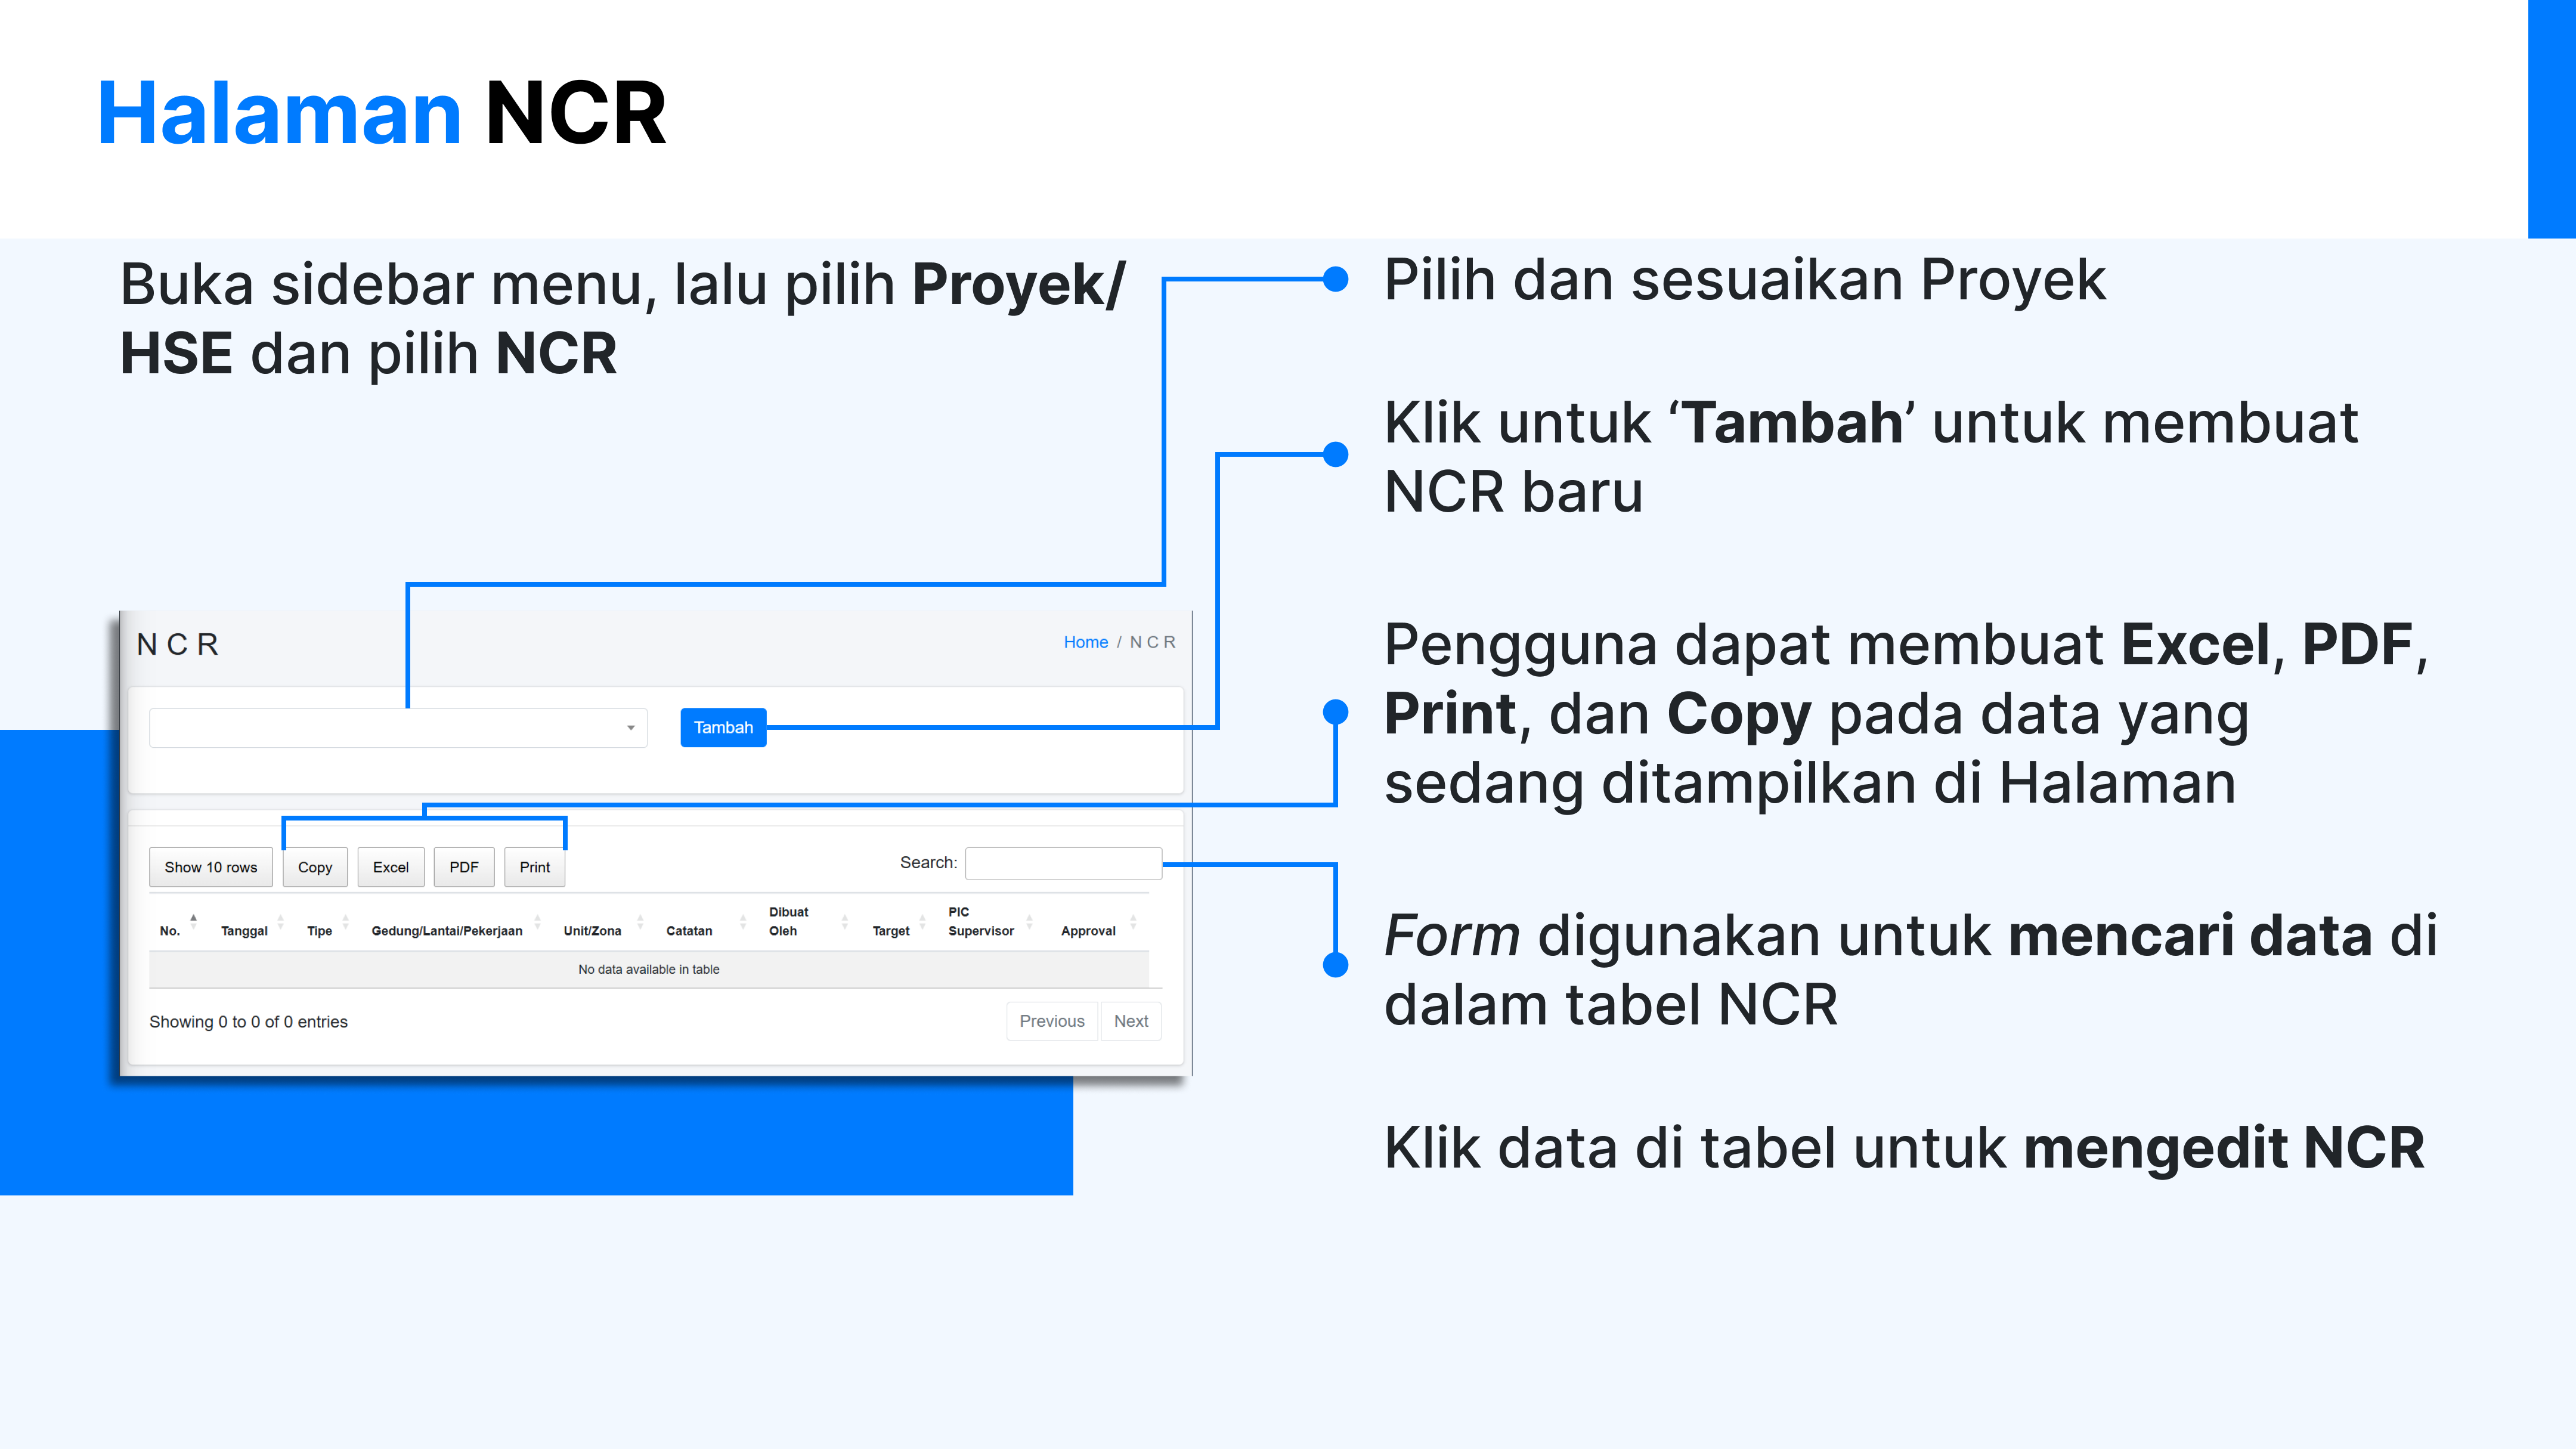 Halaman NCR
Buka sidebar menu, lalu pilih Proyek/
HSE dan pilih NCR
Pilih dan sesuaikan Proyek
Klik untuk ‘Tambah’ untuk membuat
NCR baru
Pengguna dapat membuat Excel, PDF,
Print, dan Copy pada data yang
sedang ditampilkan di Halaman
Form digunakan untuk mencari data di
dalam tabel NCR
Klik data di tabel untuk mengedit NCR
N C R
Home / N C R
Tambah
Show 10 rows Copy Excel PDF Print
Search:
No. Tanggal Tipe Gedung/Lantai/Pekerjaan Unit/Zona Catatan Dibuat Oleh Target PIC Supervisor Approval
No data available in table
Showing 0 to 0 of 0 entries
Previous Next